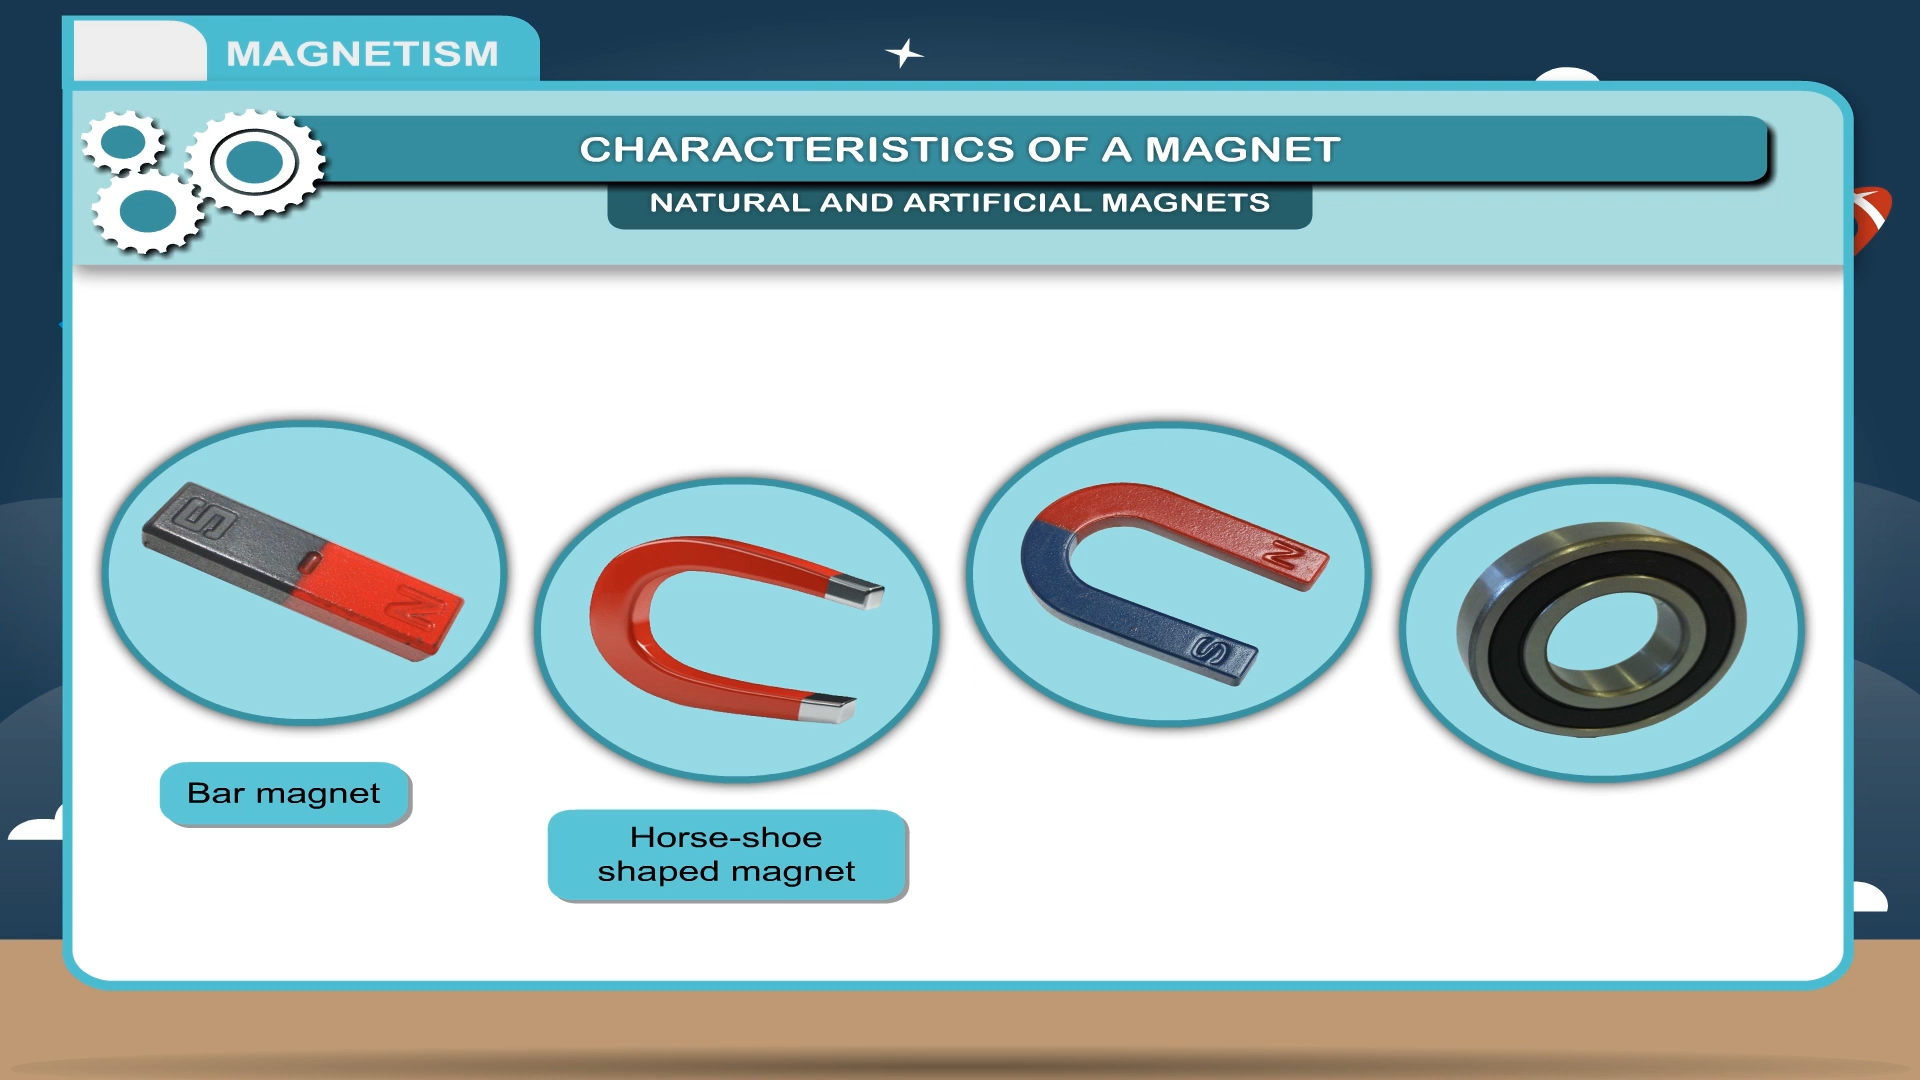 MAGNETISM
CHARACTERISTICS OF A MAGNET
NATURAL AND ARTIFICIAL MAGNETS
S
N
N
S
Bar magnet
Horse-shoe
shaped magnet